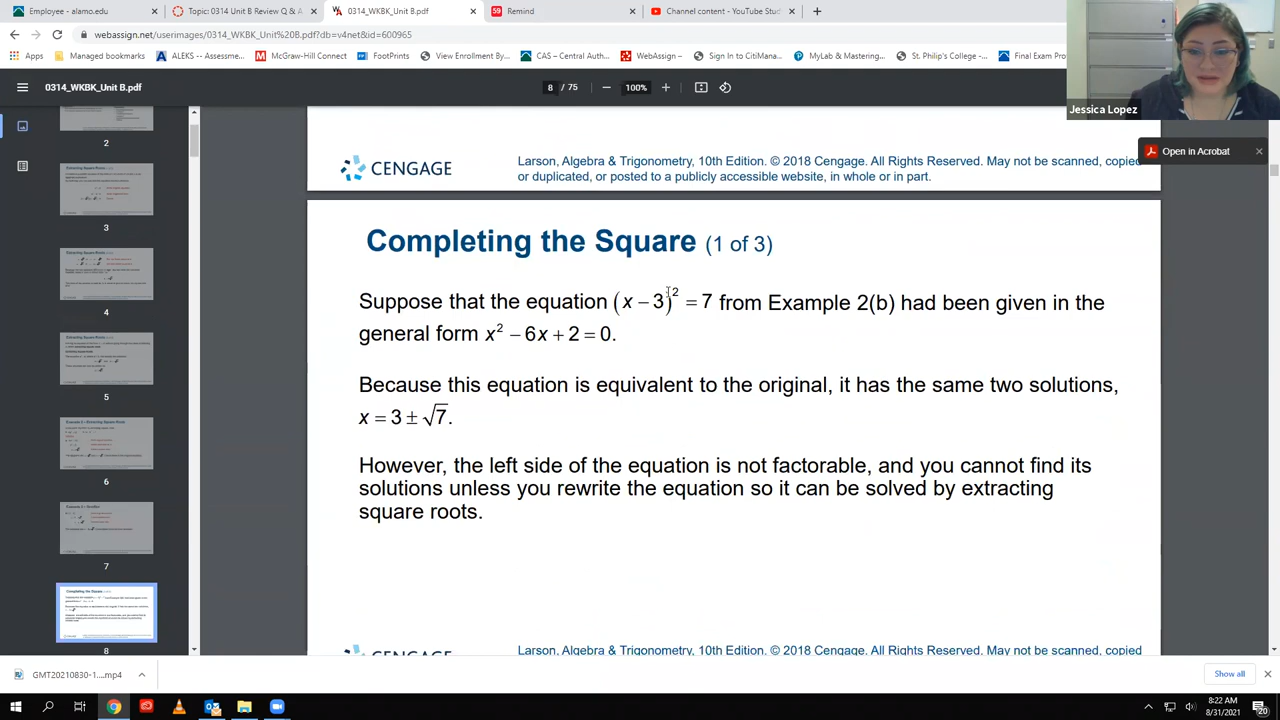 Employee - alamo.edu
Topic: 0314 Unit B Review Q & A
0314_WKBK_Unit B.pdf
Remind
Channel content - YouTube Stud
webassign.net/userimages/0314_WKBK_Unit%20B.pdf?db=v4net&id=600965
Apps
Managed bookmarks
ALEKS -- Assessme...
McGraw-Hill Connect
FootPrints
View Enrollment By...
CAS – Central Auth...
WebAssign –
Sign In to CitiMana...
MyLab & Mastering...
St. Philip's College -...
Final Exam Pro
0314_WKBK_Unit B.pdf
8 / 75
100%
Jessica Lopez
Open in Acrobat
2
3
4
5
6
7
8
CENGAGE
Larson, Algebra & Trigonometry, 10th Edition. © 2018 Cengage. All Rights Reserved. May not be scanned, copied
or duplicated, or posted to a publicly accessible website, in whole or in part.
Completing the Square (1 of 3)
Suppose that the equation (x − 3)² = 7 from Example 2(b) had been given in the
general form x² − 6x + 2 = 0.
Because this equation is equivalent to the original, it has the same two solutions,
x = 3 ± √7.
However, the left side of the equation is not factorable, and you cannot find its
solutions unless you rewrite the equation so it can be solved by extracting
square roots.
CENGAGE
Larson, Algebra & Trigonometry, 10th Edition. © 2018 Cengage. All Rights Reserved. May not be scanned, copied
GMT20210830-1....mp4
Show all
8:22 AM
8/31/2021
20